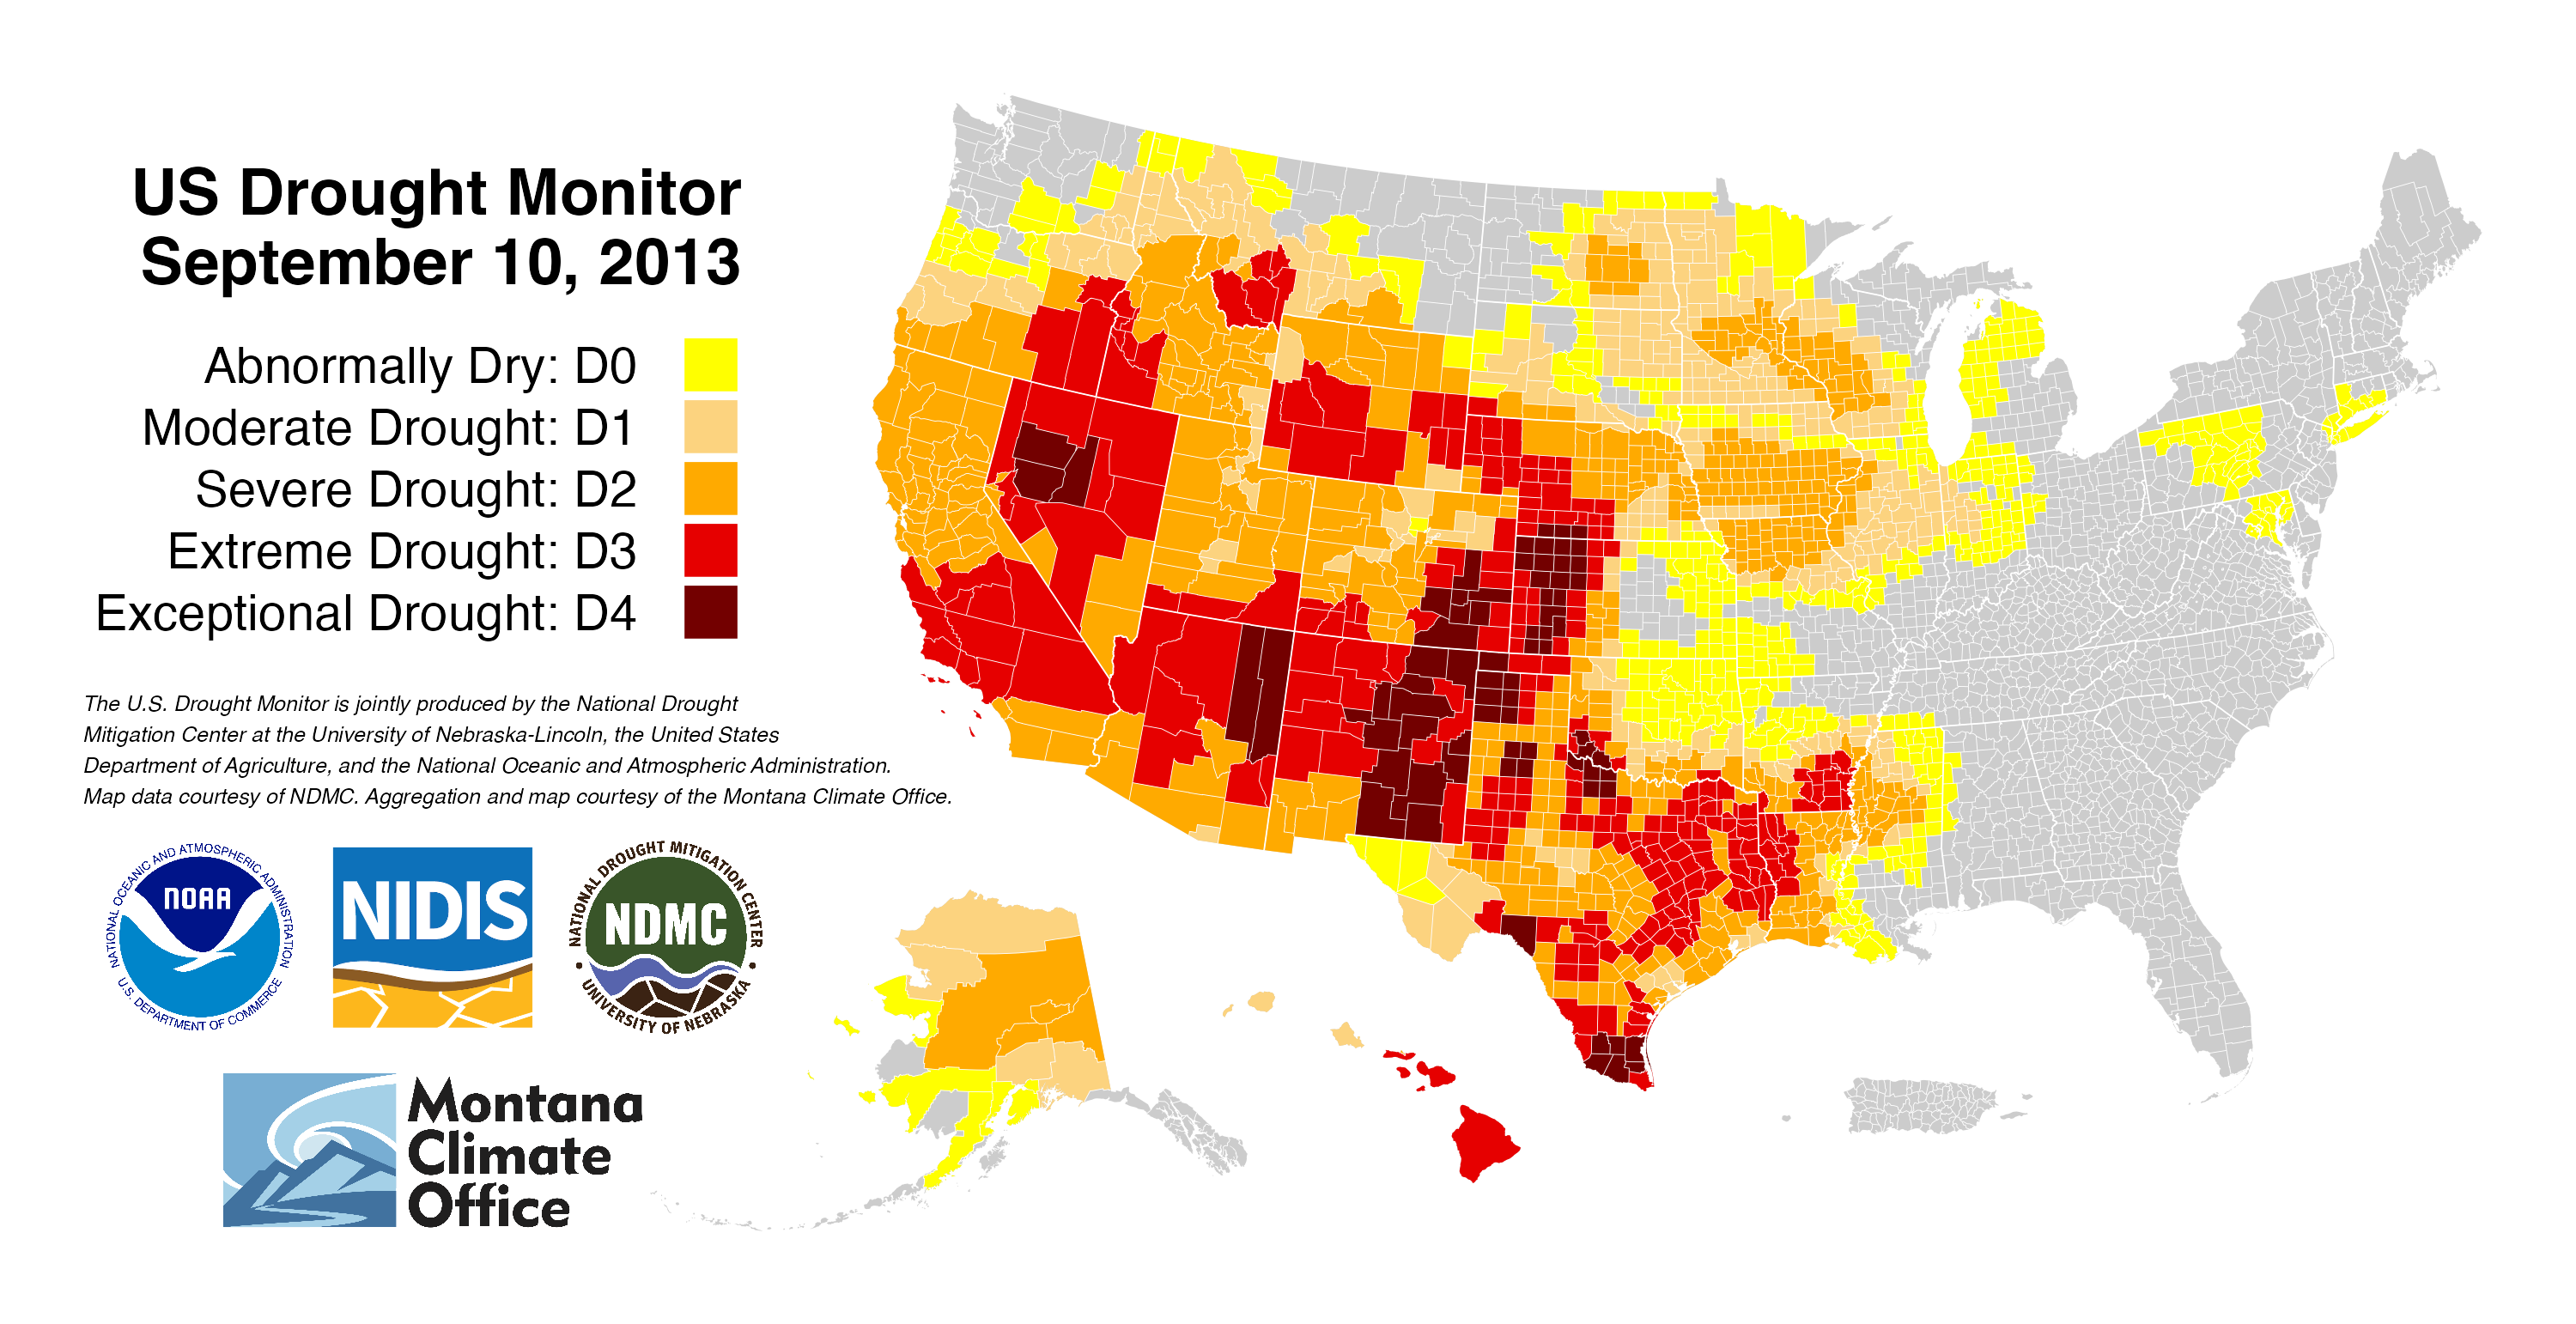 US Drought Monitor
September 10, 2013
Abnormally Dry: D0
Moderate Drought: D1
Severe Drought: D2
Extreme Drought: D3
Exceptional Drought: D4
The U.S. Drought Monitor is jointly produced by the National Drought
Mitigation Center at the University of Nebraska-Lincoln, the United States
Department of Agriculture, and the National Oceanic and Atmospheric Administration.
Map data courtesy of NDMC. Aggregation and map courtesy of the Montana Climate Office.
NATIONAL OCEANIC AND ATMOSPHERIC ADMINISTRATION
NOAA
U.S. DEPARTMENT OF COMMERCE
NIDIS
NATIONAL DROUGHT MITIGATION CENTER
NDMC
UNIVERSITY OF NEBRASKA
Montana
Climate
Office